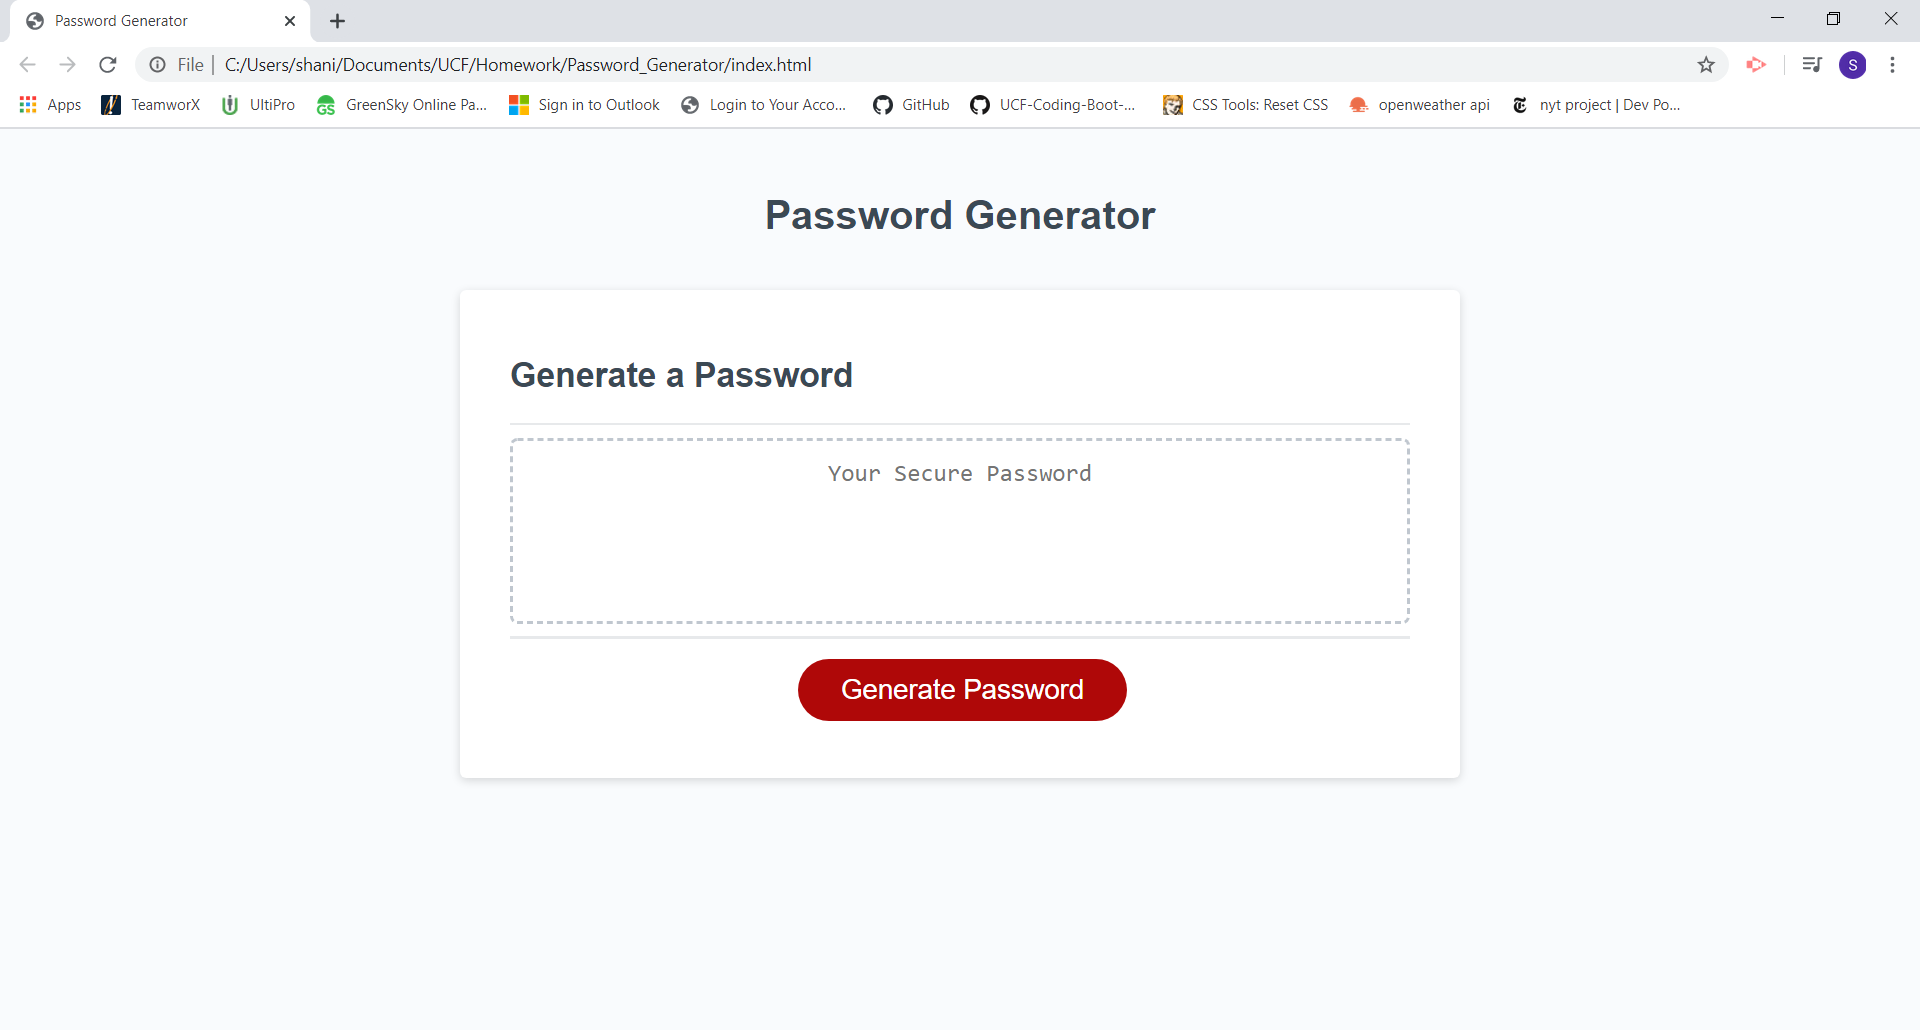 Password Generator
File | C:/Users/shani/Documents/UCF/Homework/Password_Generator/index.html
S
Apps TeamworX UltiPro GS GreenSky Online Pa... Sign in to Outlook Login to Your Acco... GitHub UCF-Coding-Boot-... CSS Tools: Reset CSS openweather api nyt project | Dev Po...
Password Generator
Generate a Password
Your Secure Password
Generate Password